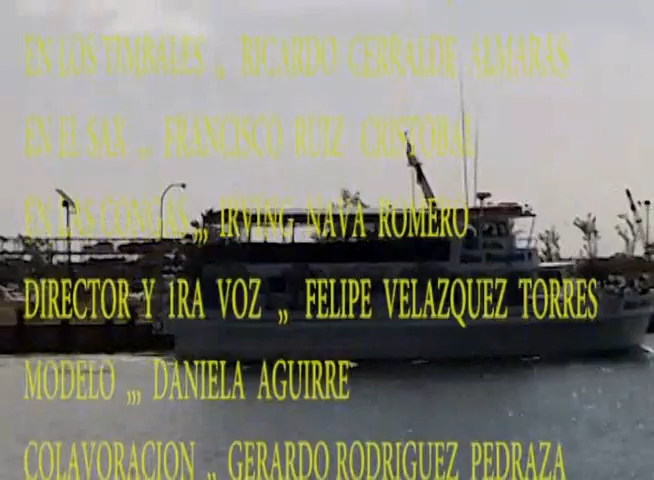 EN LOS TIMBALES ,, RICARDO CERRALDE ALMARAS
EN EL SAX ,,, FRANCISCO RUIZ CRISTOBAL
EN LAS CONGAS ,,, IRVING NAVA ROMERO
DIRECTOR Y 1RA VOZ ,, FELIPE VELAZQUEZ TORRES
MODELO ,,, DANIELA AGUIRRE
COLAVORACION ,, GERARDO RODRIGUEZ PEDRAZA